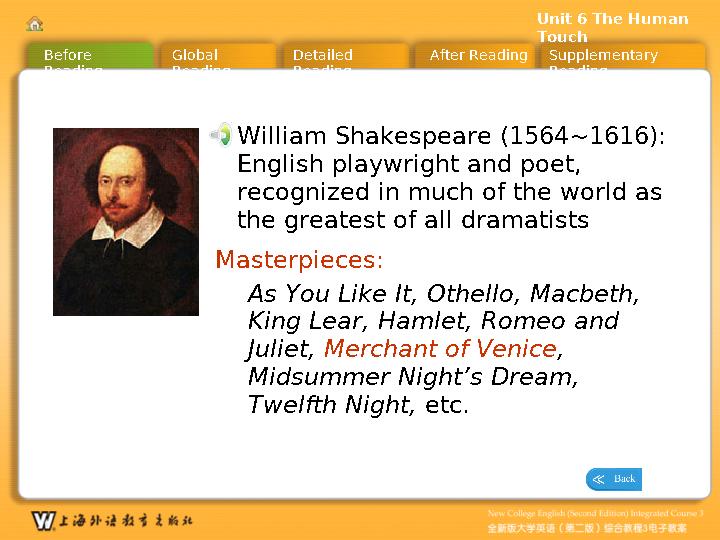 Unit 6 The Human
Touch
Before
Reading
Global
Reading
Detailed
Reading
After Reading
Supplementary
Reading
William Shakespeare (1564~1616):
English playwright and poet,
recognized in much of the world as
the greatest of all dramatists
Masterpieces:
As You Like It, Othello, Macbeth,
King Lear, Hamlet, Romeo and
Juliet, Merchant of Venice,
Midsummer Night’s Dream,
Twelfth Night, etc.
Back
上海外语教育出版社
New College English (Second Edition) Integrated Course 3
全新版大学英语（第二版）综合教程3电子教案